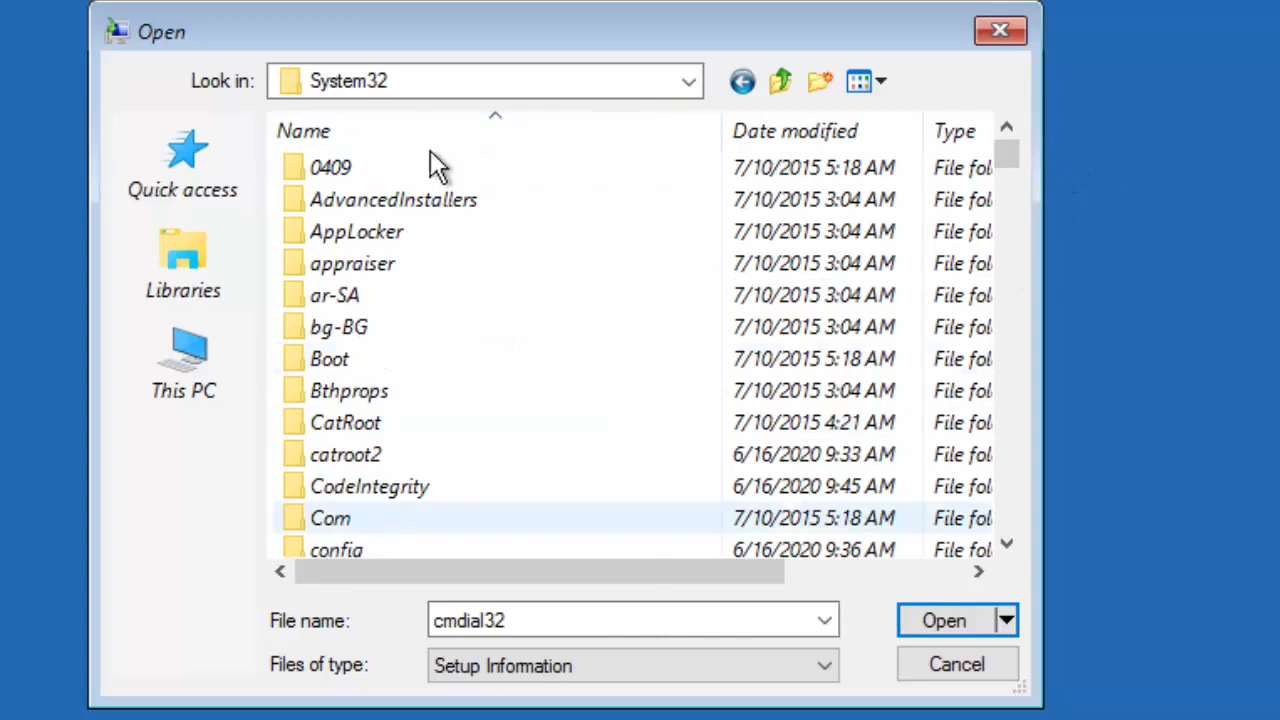 Open
Look in: System32
Name Date modified Type
Quick access
Libraries
This PC
0409 7/10/2015 5:18 AM File fol
AdvancedInstallers 7/10/2015 3:04 AM File fol
AppLocker 7/10/2015 3:04 AM File fol
appraiser 7/10/2015 3:04 AM File fol
ar-SA 7/10/2015 3:04 AM File fol
bg-BG 7/10/2015 3:04 AM File fol
Boot 7/10/2015 5:18 AM File fol
Bthprops 7/10/2015 3:04 AM File fol
CatRoot 7/10/2015 4:21 AM File fol
catroot2 6/16/2020 9:33 AM File fol
CodeIntegrity 6/16/2020 9:45 AM File fol
Com 7/10/2015 5:18 AM File fol
config 6/16/2020 9:36 AM File fol
File name: cmdial32 Open
Files of type: Setup Information Cancel